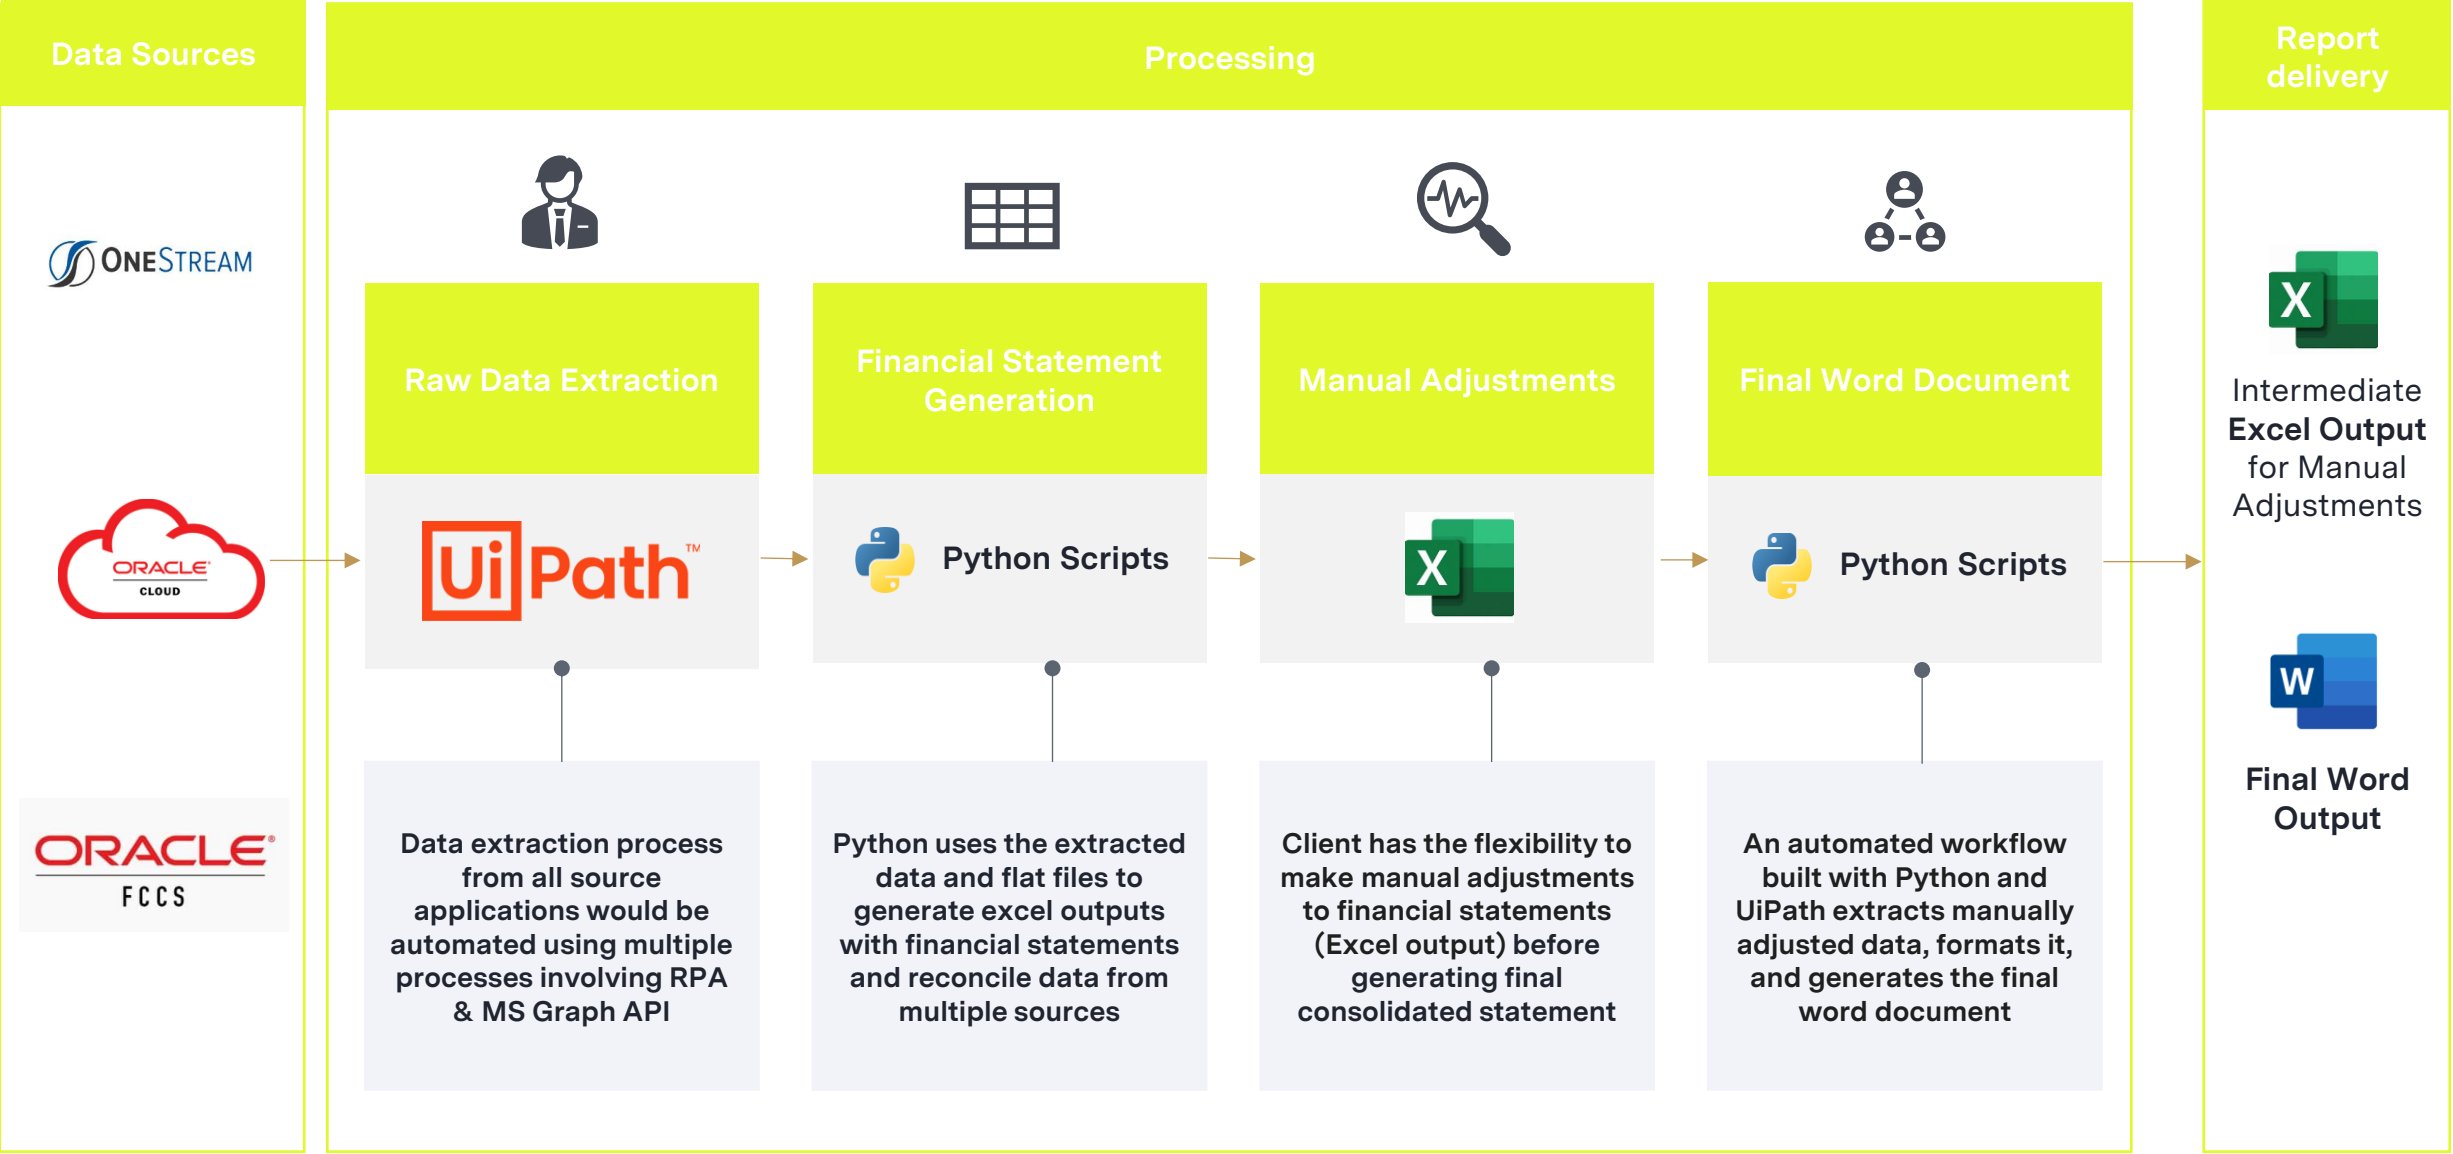 Data Sources
Processing
Report
delivery
ONESTREAM
ORACLE®
CLOUD
ORACLE®
FCCS
Raw Data Extraction
UiPath™
Data extraction process
from all source
applications would be
automated using multiple
processes involving RPA
& MS Graph API
Financial Statement
Generation
Python Scripts
Python uses the extracted
data and flat files to
generate excel outputs
with financial statements
and reconcile data from
multiple sources
Manual Adjustments
X
Client has the flexibility to
make manual adjustments
to financial statements
(Excel output) before
generating final
consolidated statement
Final Word Document
Python Scripts
An automated workflow
built with Python and
UiPath extracts manually
adjusted data, formats it,
and generates the final
word document
X
Intermediate
Excel Output
for Manual
Adjustments
W
Final Word
Output